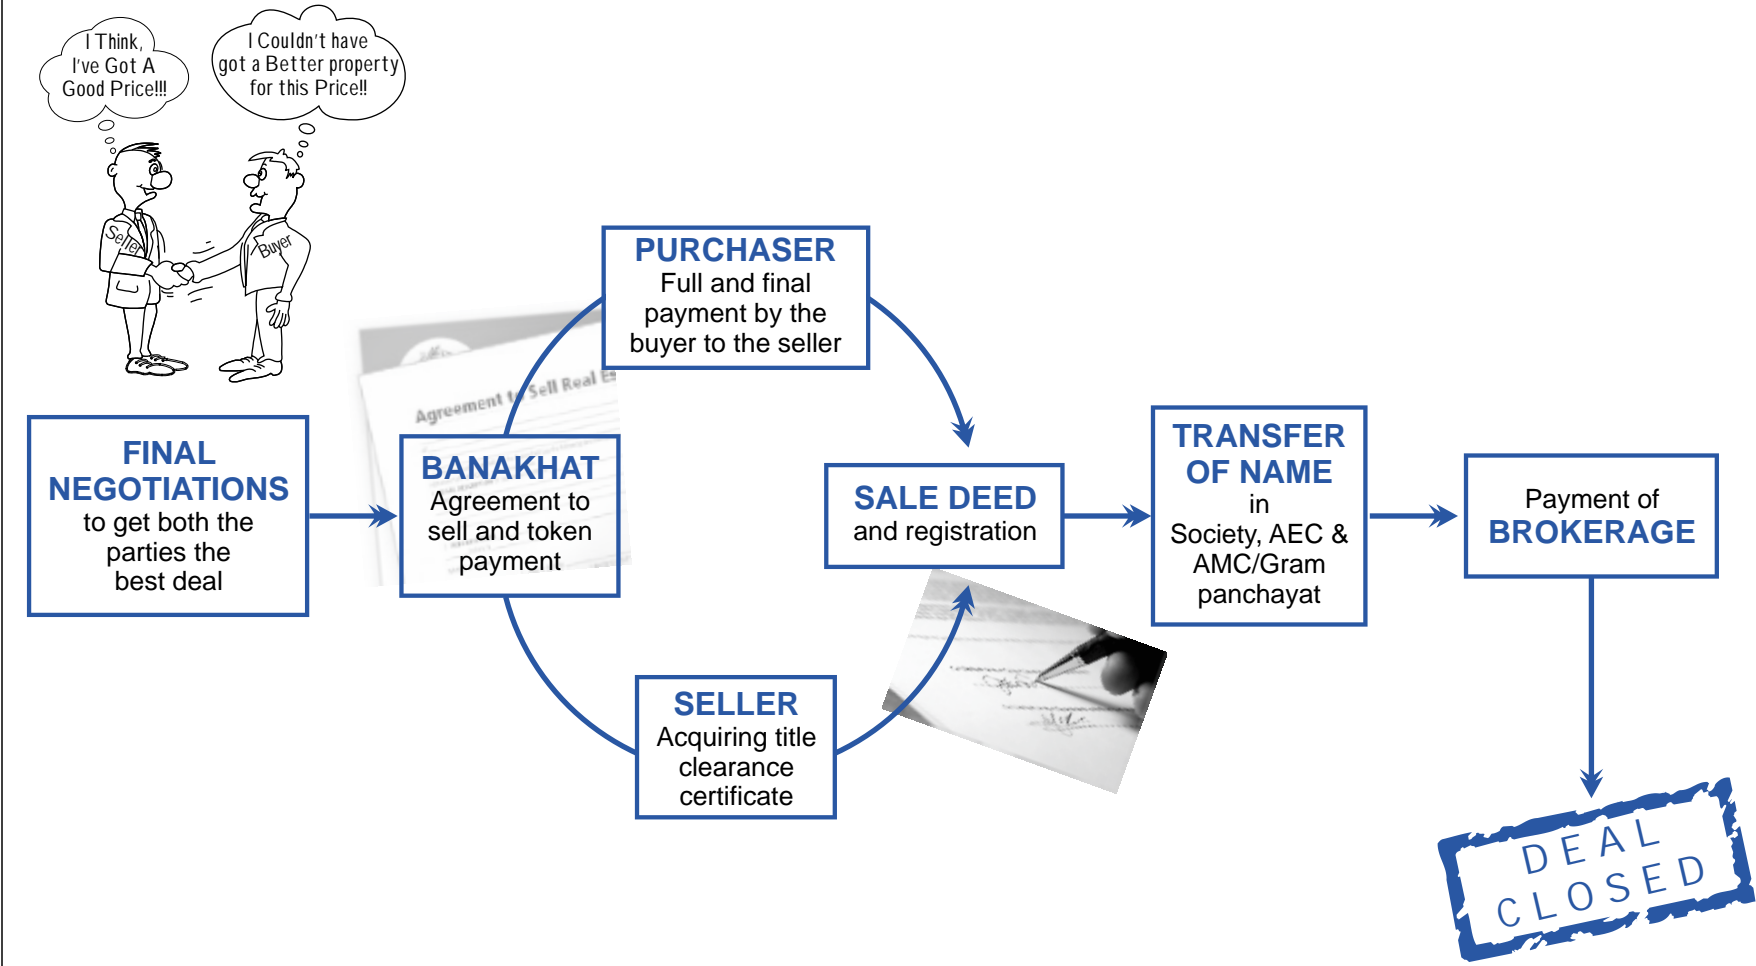 I Think,
I've Got A
Good Price!!!
I Couldn't have
got a Better property
for this Price!!
Seller
Buyer
Agreement to Sell Real Es
FINAL
NEGOTIATIONS
to get both the
parties the
best deal
BANAKHAT
Agreement to
sell and token
payment
PURCHASER
Full and final
payment by the
buyer to the seller
SELLER
Acquiring title
clearance
certificate
SALE DEED
and registration
TRANSFER
OF NAME
in
Society, AEC &
AMC/Gram
panchayat
Payment of
BROKERAGE
DEAL
CLOSED